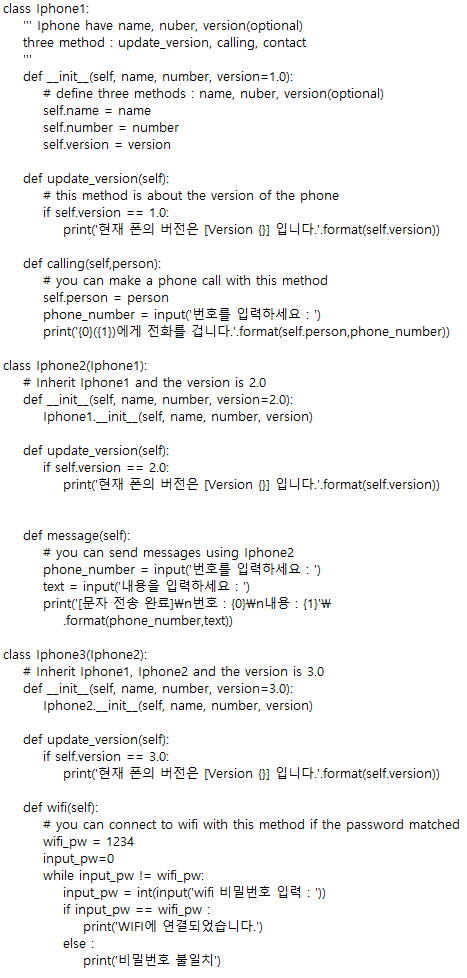 class Iphone1:
    ''' Iphone have name, nuber, version(optional)
    three method : update_version, calling, contact
    '''
    def __init__(self, name, number, version=1.0):
        # define three methods : name, nuber, version(optional)
        self.name = name
        self.number = number
        self.version = version

    def update_version(self):
        # this method is about the version of the phone
        if self.version == 1.0:
            print('현재 폰의 버전은 [Version {}] 입니다.'.format(self.version))

    def calling(self,person):
        # you can make a phone call with this method
        self.person = person
        phone_number = input('번호를 입력하세요 : ')
        print('{0}({1})에게 전화를 겁니다.'.format(self.person,phone_number))

class Iphone2(Iphone1):
    # Inherit Iphone1 and the version is 2.0
    def __init__(self, name, number, version=2.0):
        Iphone1.__init__(self, name, number, version)

    def update_version(self):
        if self.version == 2.0:
            print('현재 폰의 버전은 [Version {}] 입니다.'.format(self.version))


    def message(self):
        # you can send messages using Iphone2
        phone_number = input('번호를 입력하세요 : ')
        text = input('내용을 입력하세요 : ')
        print('[문자 전송 완료]₩n번호 : {0}₩n내용 : {1}'₩
            .format(phone_number,text))

class Iphone3(Iphone2):
    # Inherit Iphone1, Iphone2 and the version is 3.0
    def __init__(self, name, number, version=3.0):
        Iphone2.__init__(self, name, number, version)

    def update_version(self):
        if self.version == 3.0:
            print('현재 폰의 버전은 [Version {}] 입니다.'.format(self.version))

    def wifi(self):
        # you can connect to wifi with this method if the password matched
        wifi_pw = 1234
        input_pw=0
        while input_pw != wifi_pw:
            input_pw = int(input('wifi 비밀번호 입력 : '))
            if input_pw == wifi_pw :
                print('WIFI에 연결되었습니다.')
            else :
                print('비밀번호 불일치')